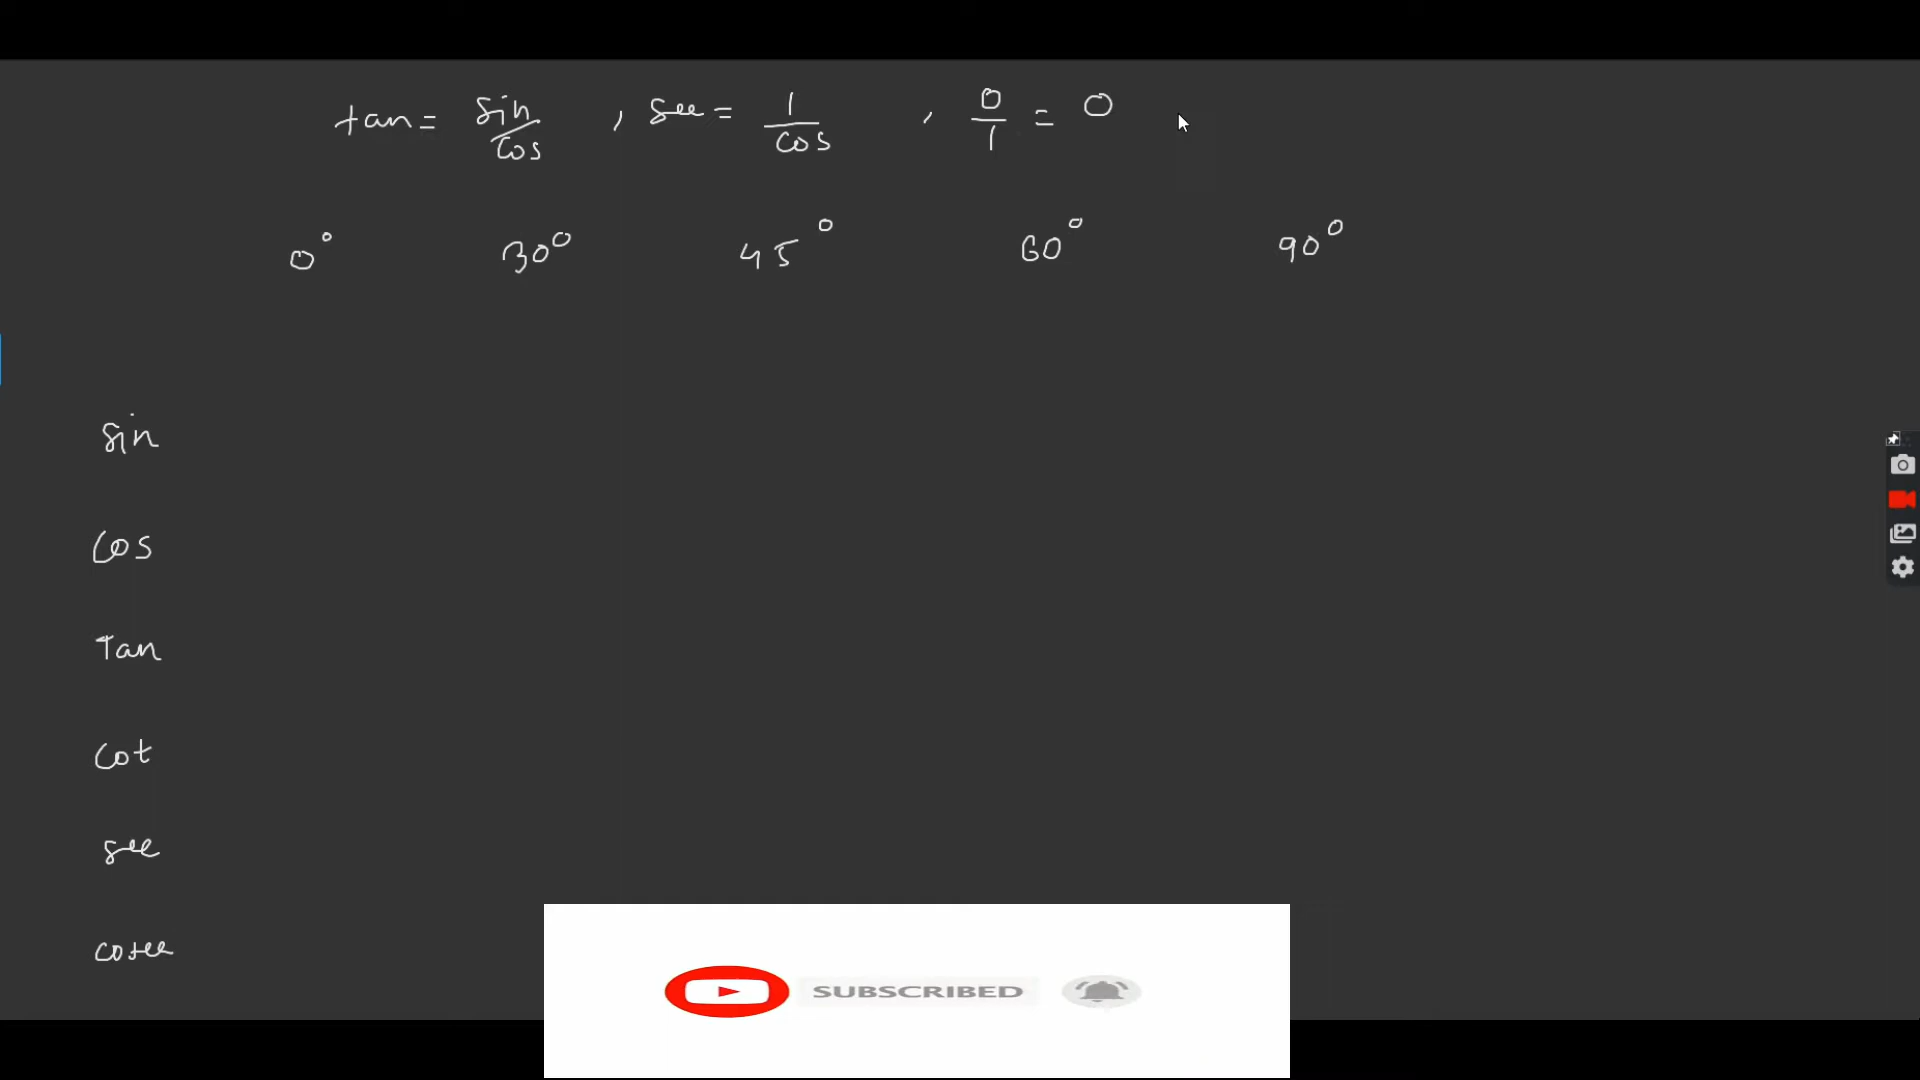 tan = sin/cos , sec = 1/cos , 0/1 = 0
0° 30° 45° 60° 90°
sin
cos
Tan
cot
sec
cosec
SUBSCRIBED